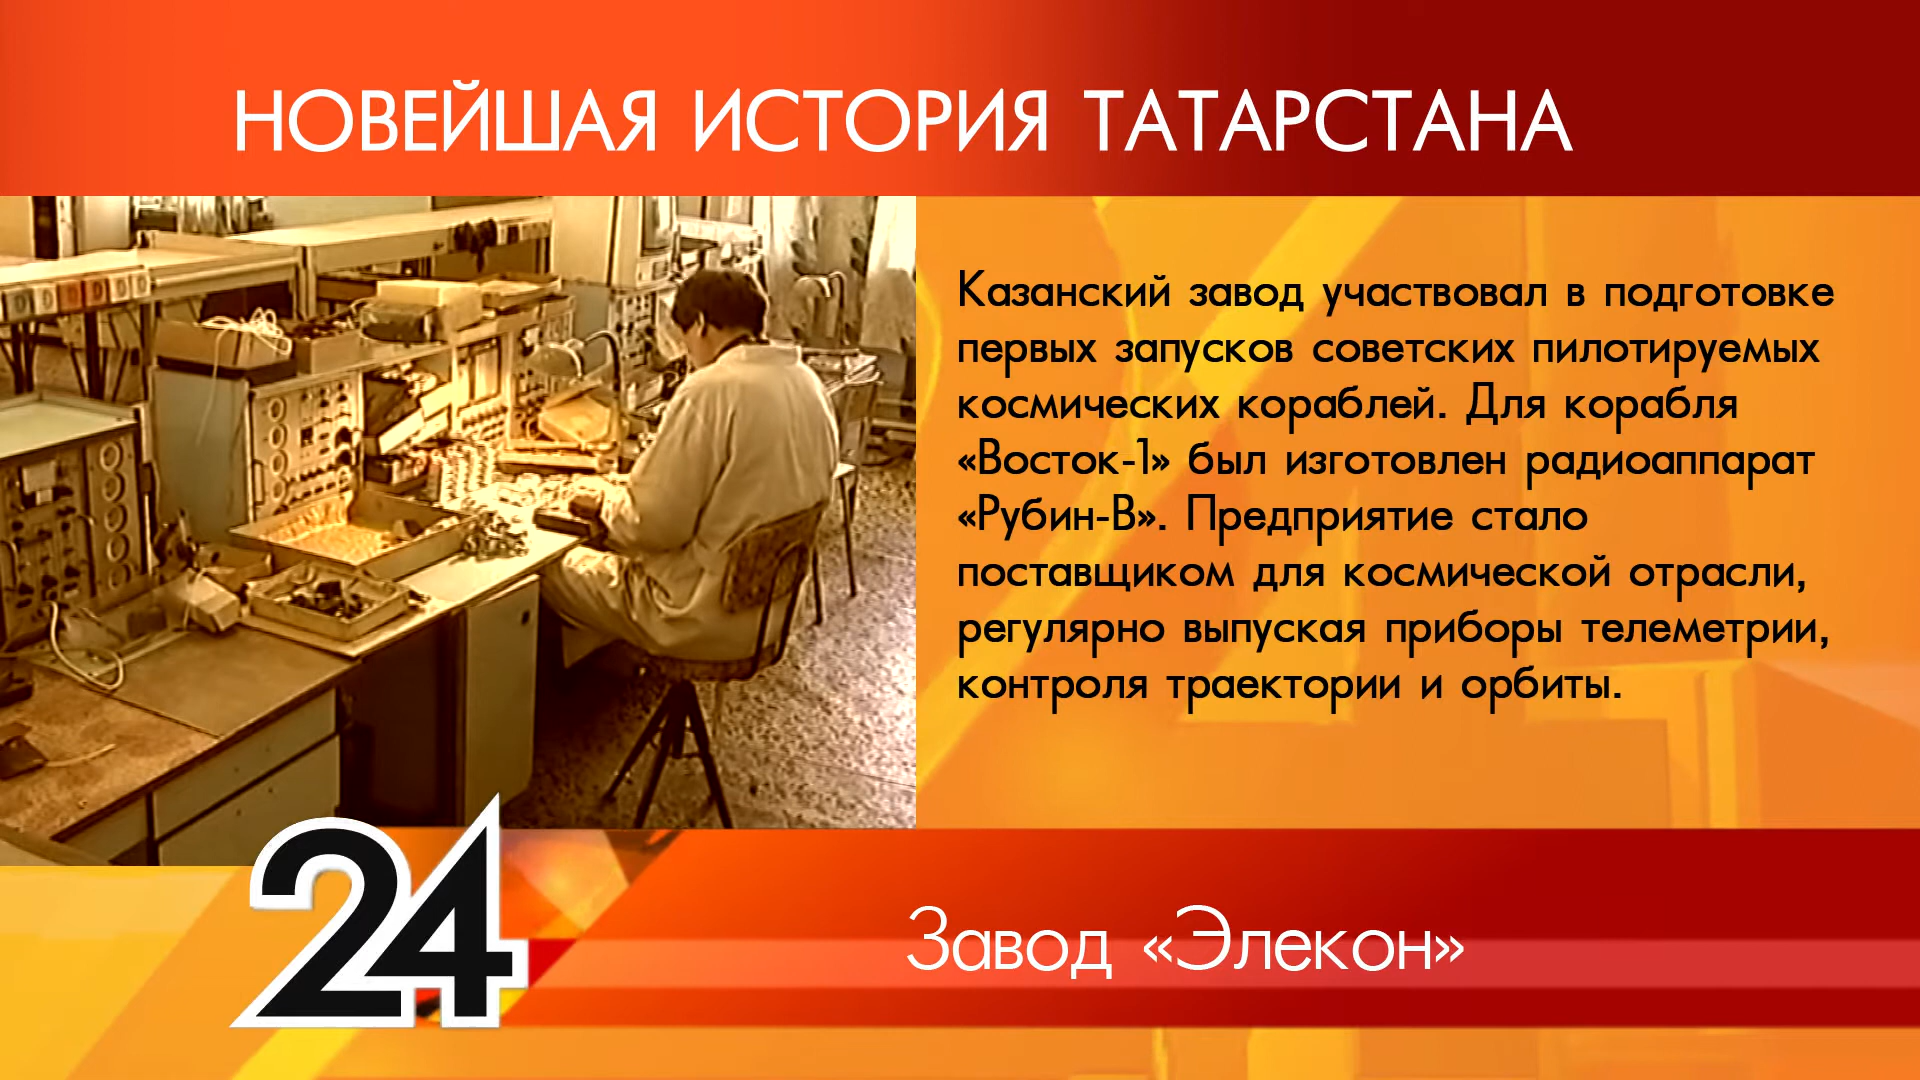 НОВЕЙШАЯ ИСТОРИЯ ТАТАРСТАНА
Казанский завод участвовал в подготовке
первых запусков советских пилотируемых
космических кораблей. Для корабля
«Восток-1» был изготовлен радиоаппарат
«Рубин-В». Предприятие стало
поставщиком для космической отрасли,
регулярно выпуская приборы телеметрии,
контроля траектории и орбиты.
24
Завод «Элекон»